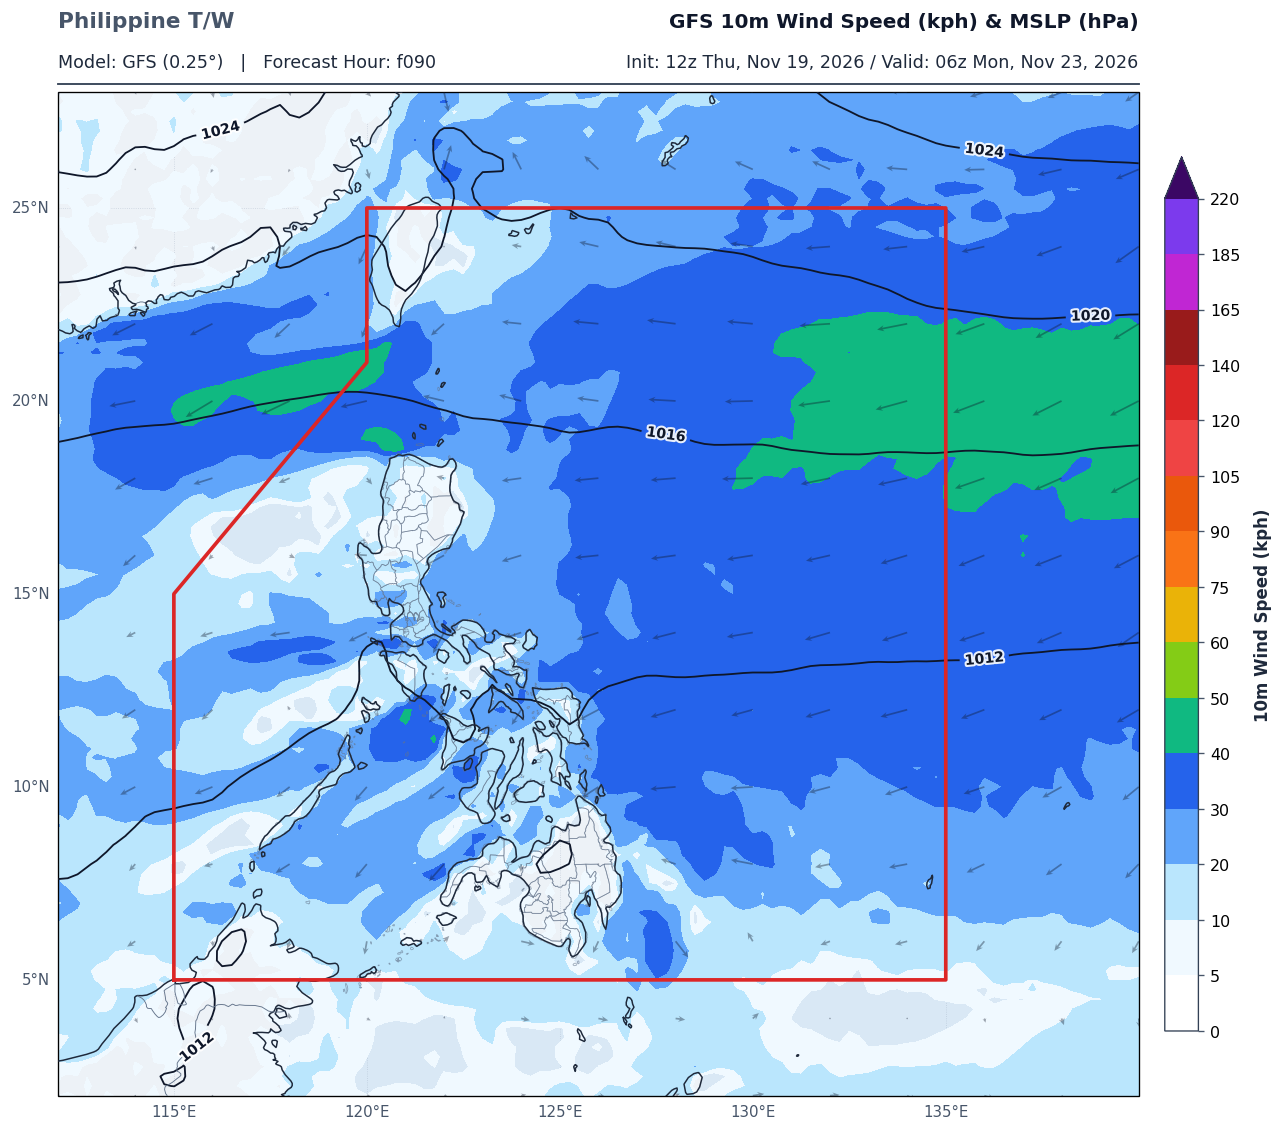 Philippine T/W
GFS 10m Wind Speed (kph) & MSLP (hPa)
Model: GFS (0.25°)   |   Forecast Hour: f090
Init: 12z Thu, Nov 19, 2026 / Valid: 06z Mon, Nov 23, 2026
1024
1024
25°N
1020
20°N
1016
15°N
1012
10°N
5°N
1012
115°E
120°E
125°E
130°E
135°E
220
185
165
140
120
105
90
75
60
50
40
30
20
10
5
0
10m Wind Speed (kph)